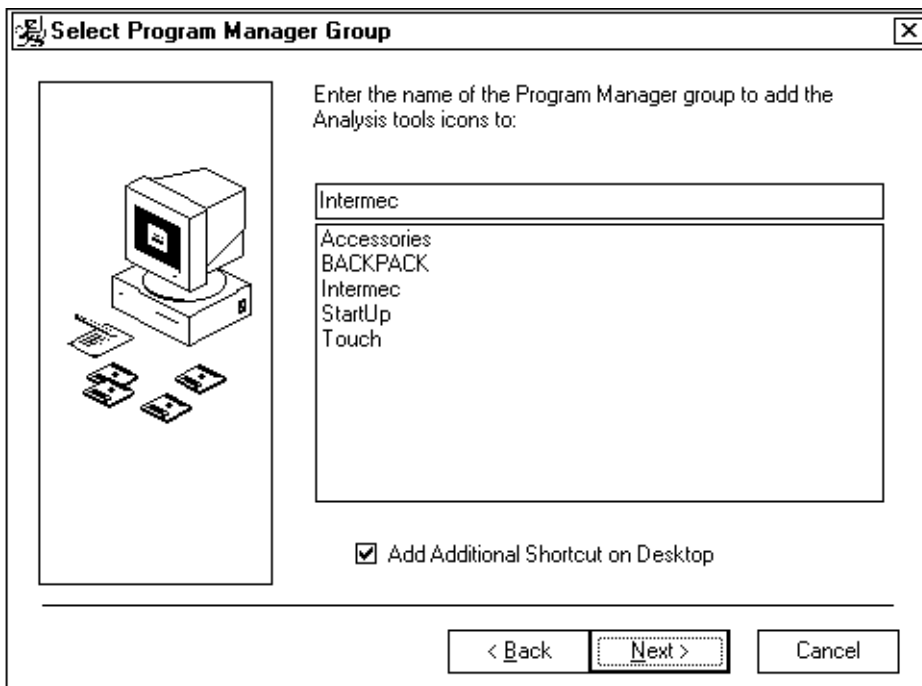 Select Program Manager Group
Enter the name of the Program Manager group to add the
Analysis tools icons to:
Intermec
Accessories
BACKPACK
Intermec
StartUp
Touch
Add Additional Shortcut on Desktop
< Back Next > Cancel